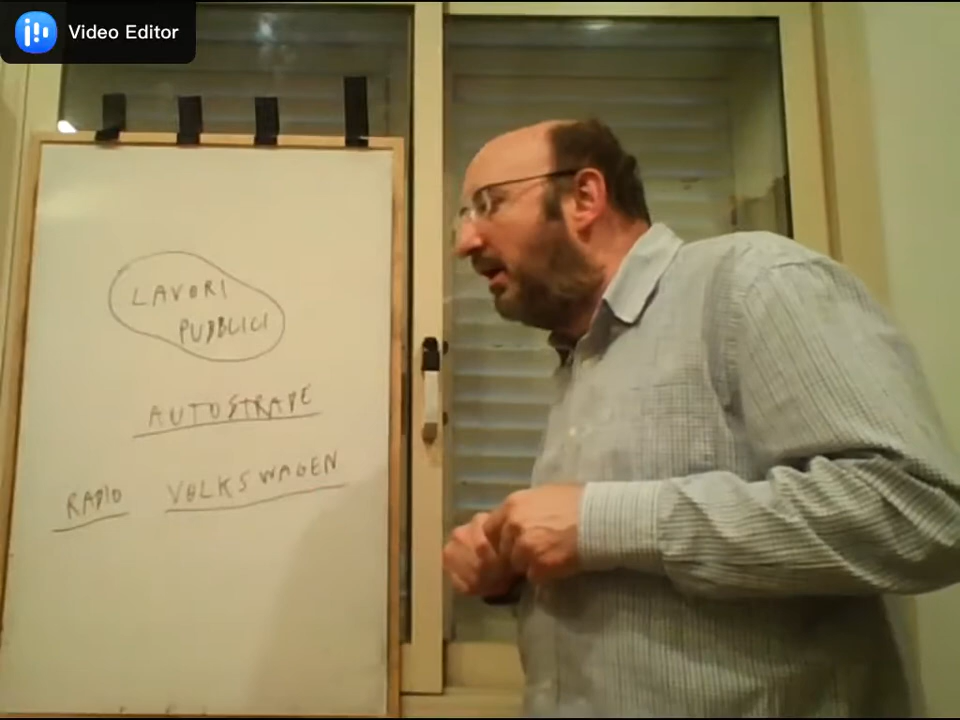 Video Editor
LAVORI
PUBBLICI
AUTOSTRADE
RADIO VOLKSWAGEN